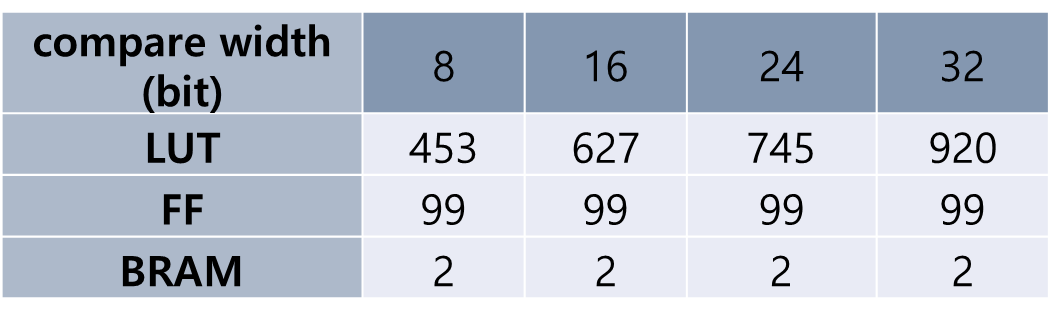 compare width
(bit) 8 16 24 32
LUT 453 627 745 920
FF 99 99 99 99
BRAM 2 2 2 2